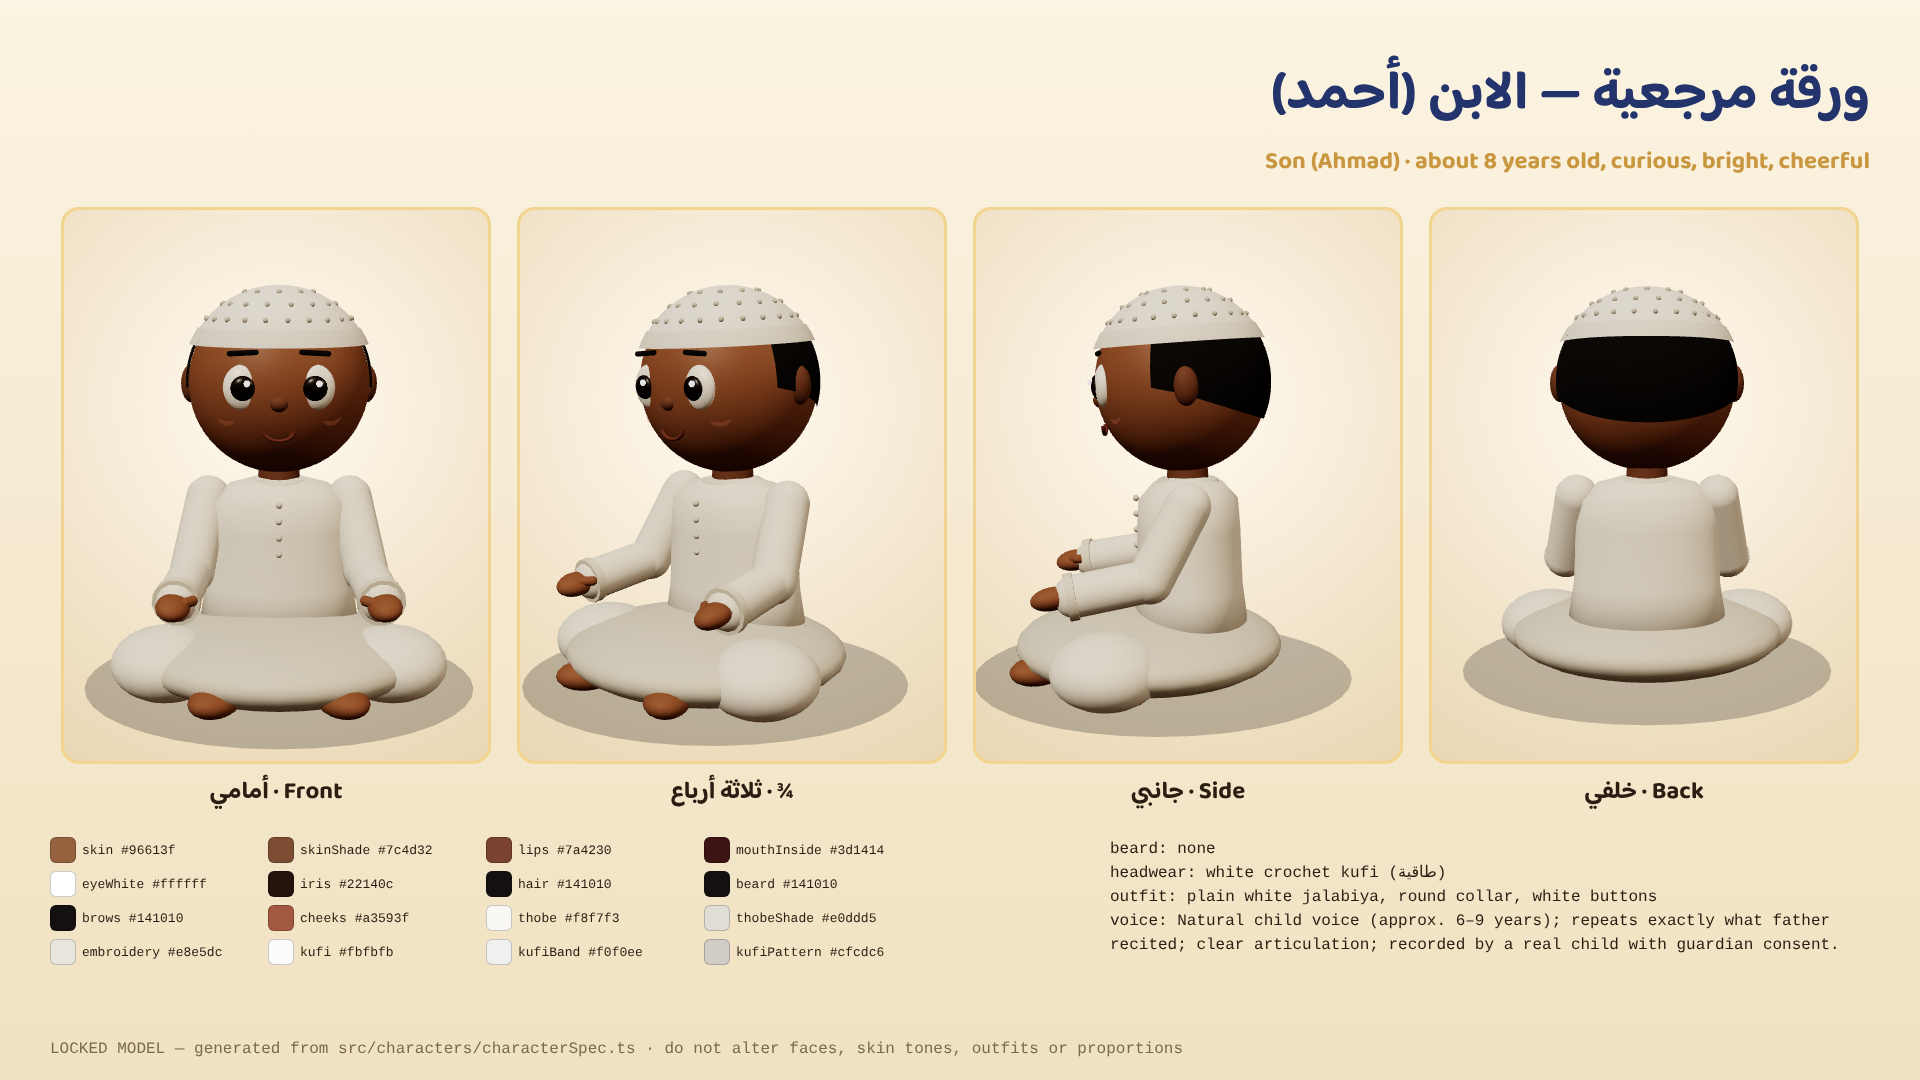 ورقة مرجعية — الابن (أحمد)
Son (Ahmad) · about 8 years old, curious, bright, cheerful
أمامي · Front
ثلاثة أرباع · ¾
جانبي · Side
خلفي · Back
skin #96613f
skinShade #7c4d32
lips #7a4230
mouthInside #3d1414
eyeWhite #ffffff
iris #22140c
hair #141010
beard #141010
brows #141010
cheeks #a3593f
thobe #f8f7f3
thobeShade #e0ddd5
embroidery #e8e5dc
kufi #fbfbfb
kufiBand #f0f0ee
kufiPattern #cfcdc6
beard: none
headwear: white crochet kufi (طاقية)
outfit: plain white jalabiya, round collar, white buttons
voice: Natural child voice (approx. 6–9 years); repeats exactly what father
recited; clear articulation; recorded by a real child with guardian consent.
LOCKED MODEL — generated from src/characters/characterSpec.ts · do not alter faces, skin tones, outfits or proportions